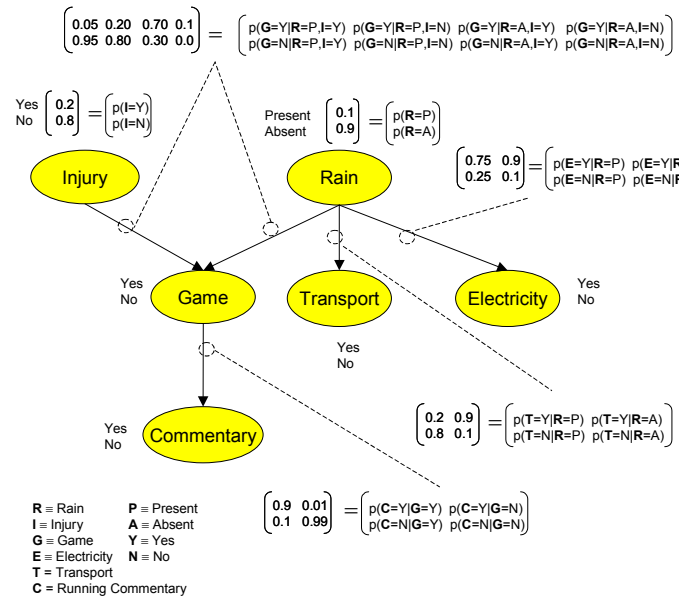 0.05 0.20 0.70 0.1 = p(G=Y|R=P,I=Y) p(G=Y|R=P,I=N) p(G=Y|R=A,I=Y) p(G=Y|R=A,I=N)
0.95 0.80 0.30 0.0 p(G=N|R=P,I=Y) p(G=N|R=P,I=N) p(G=N|R=A,I=Y) p(G=N|R=A,I=N)
Yes 0.2 = p(I=Y)
No 0.8 p(I=N)
Present 0.1 = p(R=P)
Absent 0.9 p(R=A)
0.75 0.9 = p(E=Y|R=P) p(E=Y|R
0.25 0.1 p(E=N|R=P) p(E=N|R
Injury
Rain
Yes
No
Game
Transport
Electricity
Yes
No
Yes
No
Yes
No
Commentary
0.2 0.9 = p(T=Y|R=P) p(T=Y|R=A)
0.8 0.1 p(T=N|R=P) p(T=N|R=A)
0.9 0.01 = p(C=Y|G=Y) p(C=Y|G=N)
0.1 0.99 p(C=N|G=Y) p(C=N|G=N)
R ≡ Rain P ≡ Present
I ≡ Injury A ≡ Absent
G ≡ Game Y ≡ Yes
E ≡ Electricity N ≡ No
T = Transport
C = Running Commentary